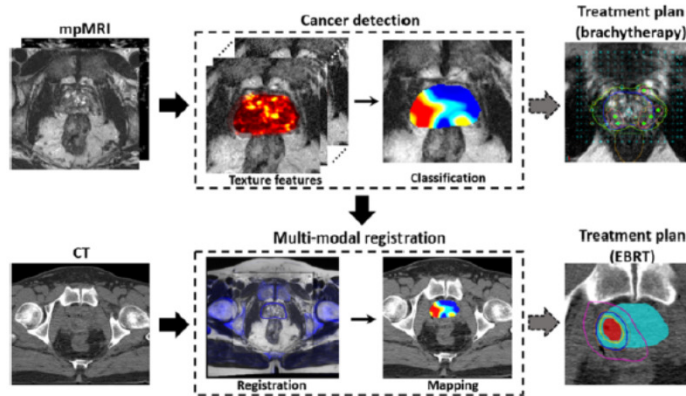 mpMRI
Cancer detection
Treatment plan
(brachytherapy)
Texture features
Classification
CT
Multi-modal registration
Treatment plan
(EBRT)
Registration
Mapping